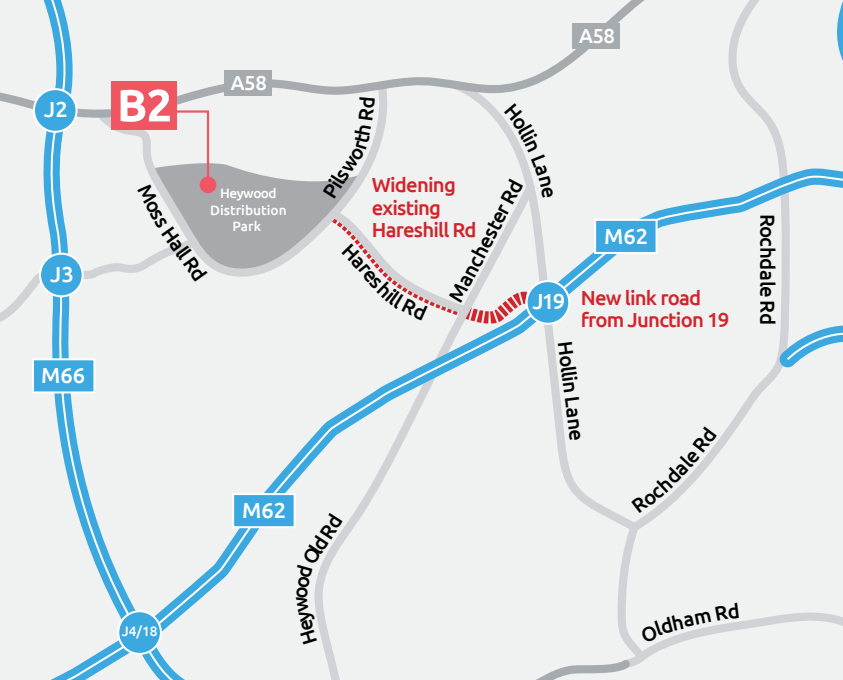 A58
A58
J2
B2
Pilsworth Rd
Hollin Lane
Widening
existing
Hareshill Rd
Heywood
Distribution
Park
Moss Hall Rd
Manchester Rd
M62
Rochdale Rd
J3
Hareshill Rd
J19
New link road
from Junction 19
M66
Hollin Lane
Rochdale Rd
M62
Heywood Old Rd
J4/18
Oldham Rd